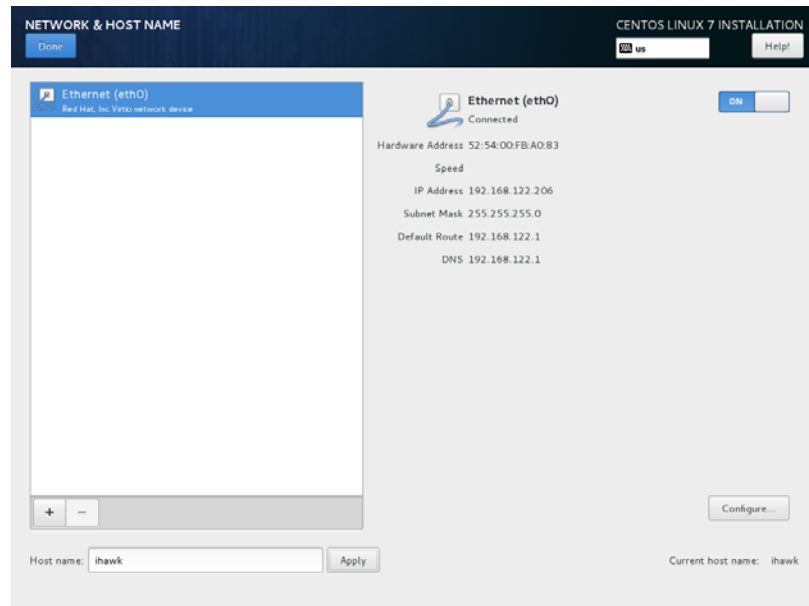 NETWORK & HOST NAME
CENTOS LINUX 7 INSTALLATION
Done
us
Help!
Ethernet (eth0)
Red Hat, Inc Virtio network device
Ethernet (eth0)
Connected
ON
Hardware Address 52:54:00:FB:A0:83
Speed
IP Address 192.168.122.206
Subnet Mask 255.255.255.0
Default Route 192.168.122.1
DNS 192.168.122.1
+ −
Configure...
Host name: ihawk Apply
Current host name: ihawk